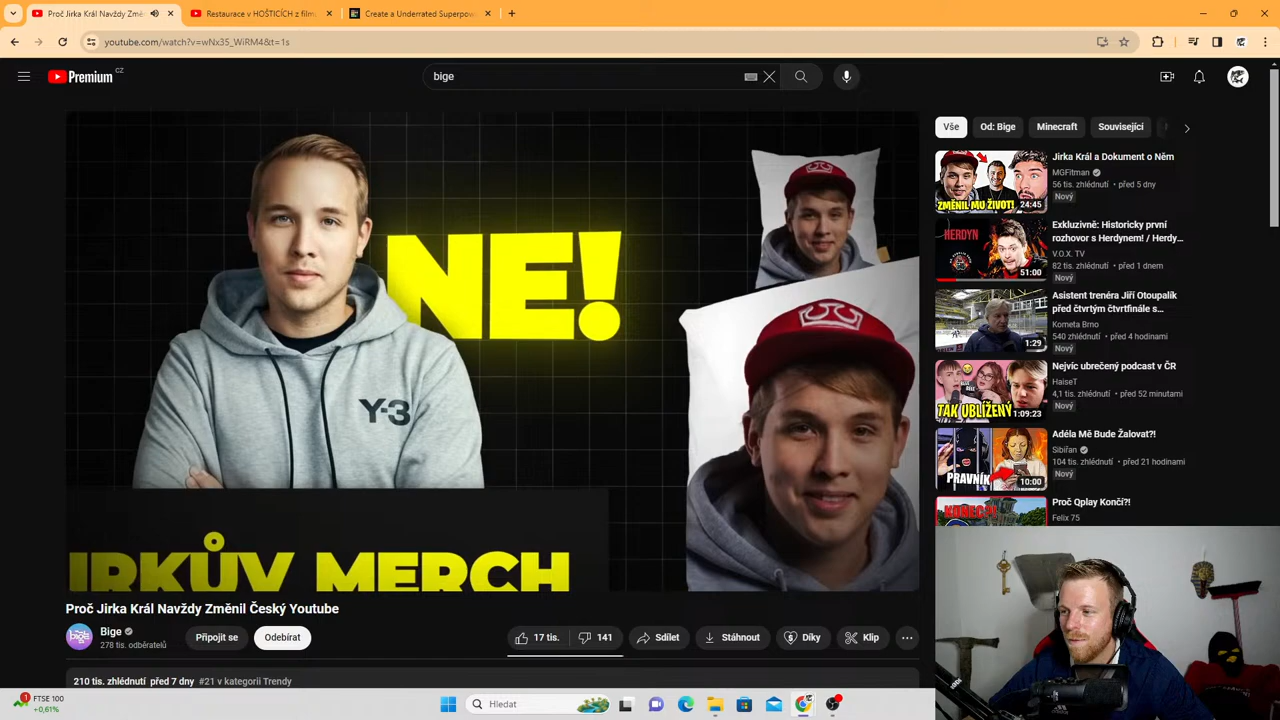 Proč Jirka Král Navždy Změn
Restaurace v HOŠTICÍCH z film
Create a Underrated Superpow
youtube.com/watch?v=wNx35_WiRM4&t=1s
Premium CZ
bige
NE!
Y-3
IRKŮV MERCH
Proč Jirka Král Navždy Změnil Český Youtube
Bige
278 tis. odběratelů
Připojit se
Odebírat
17 tis.
141
Sdílet
Stáhnout
Díky
Klip
210 tis. zhlédnutí před 7 dny #21 v kategorii Trendy
Vše
Od: Bige
Minecraft
Související
ZMĚNIL MU ŽIVOT!
24:45
Jirka Král a Dokument o Něm
MGFitman
56 tis. zhlédnutí • před 5 dny
Nový
HERDYN
51:00
Exkluzivně: Historicky první
rozhovor s Herdynem! / Herdy...
V.O.X. TV
82 tis. zhlédnutí • před 1 dnem
Nový
1:29
Asistent trenéra Jiří Otoupalík
před čtvrtým čtvrtfinále s...
Kometa Brno
540 zhlédnutí • před 4 hodinami
Nový
TAK UBLÍŽENÝ
1:09:23
Nejvíc ubrečený podcast v ČR
HaiseT
4,1 tis. zhlédnutí • před 52 minutami
Nový
PRAVNÍK
10:00
Adéla Mě Bude Žalovat?!
Sibiřan
104 tis. zhlédnutí • před 21 hodinami
Nový
KONEC?!
Proč Qplay Končí?!
Felix 75
1
FTSE 100
+0,61%
Hledat